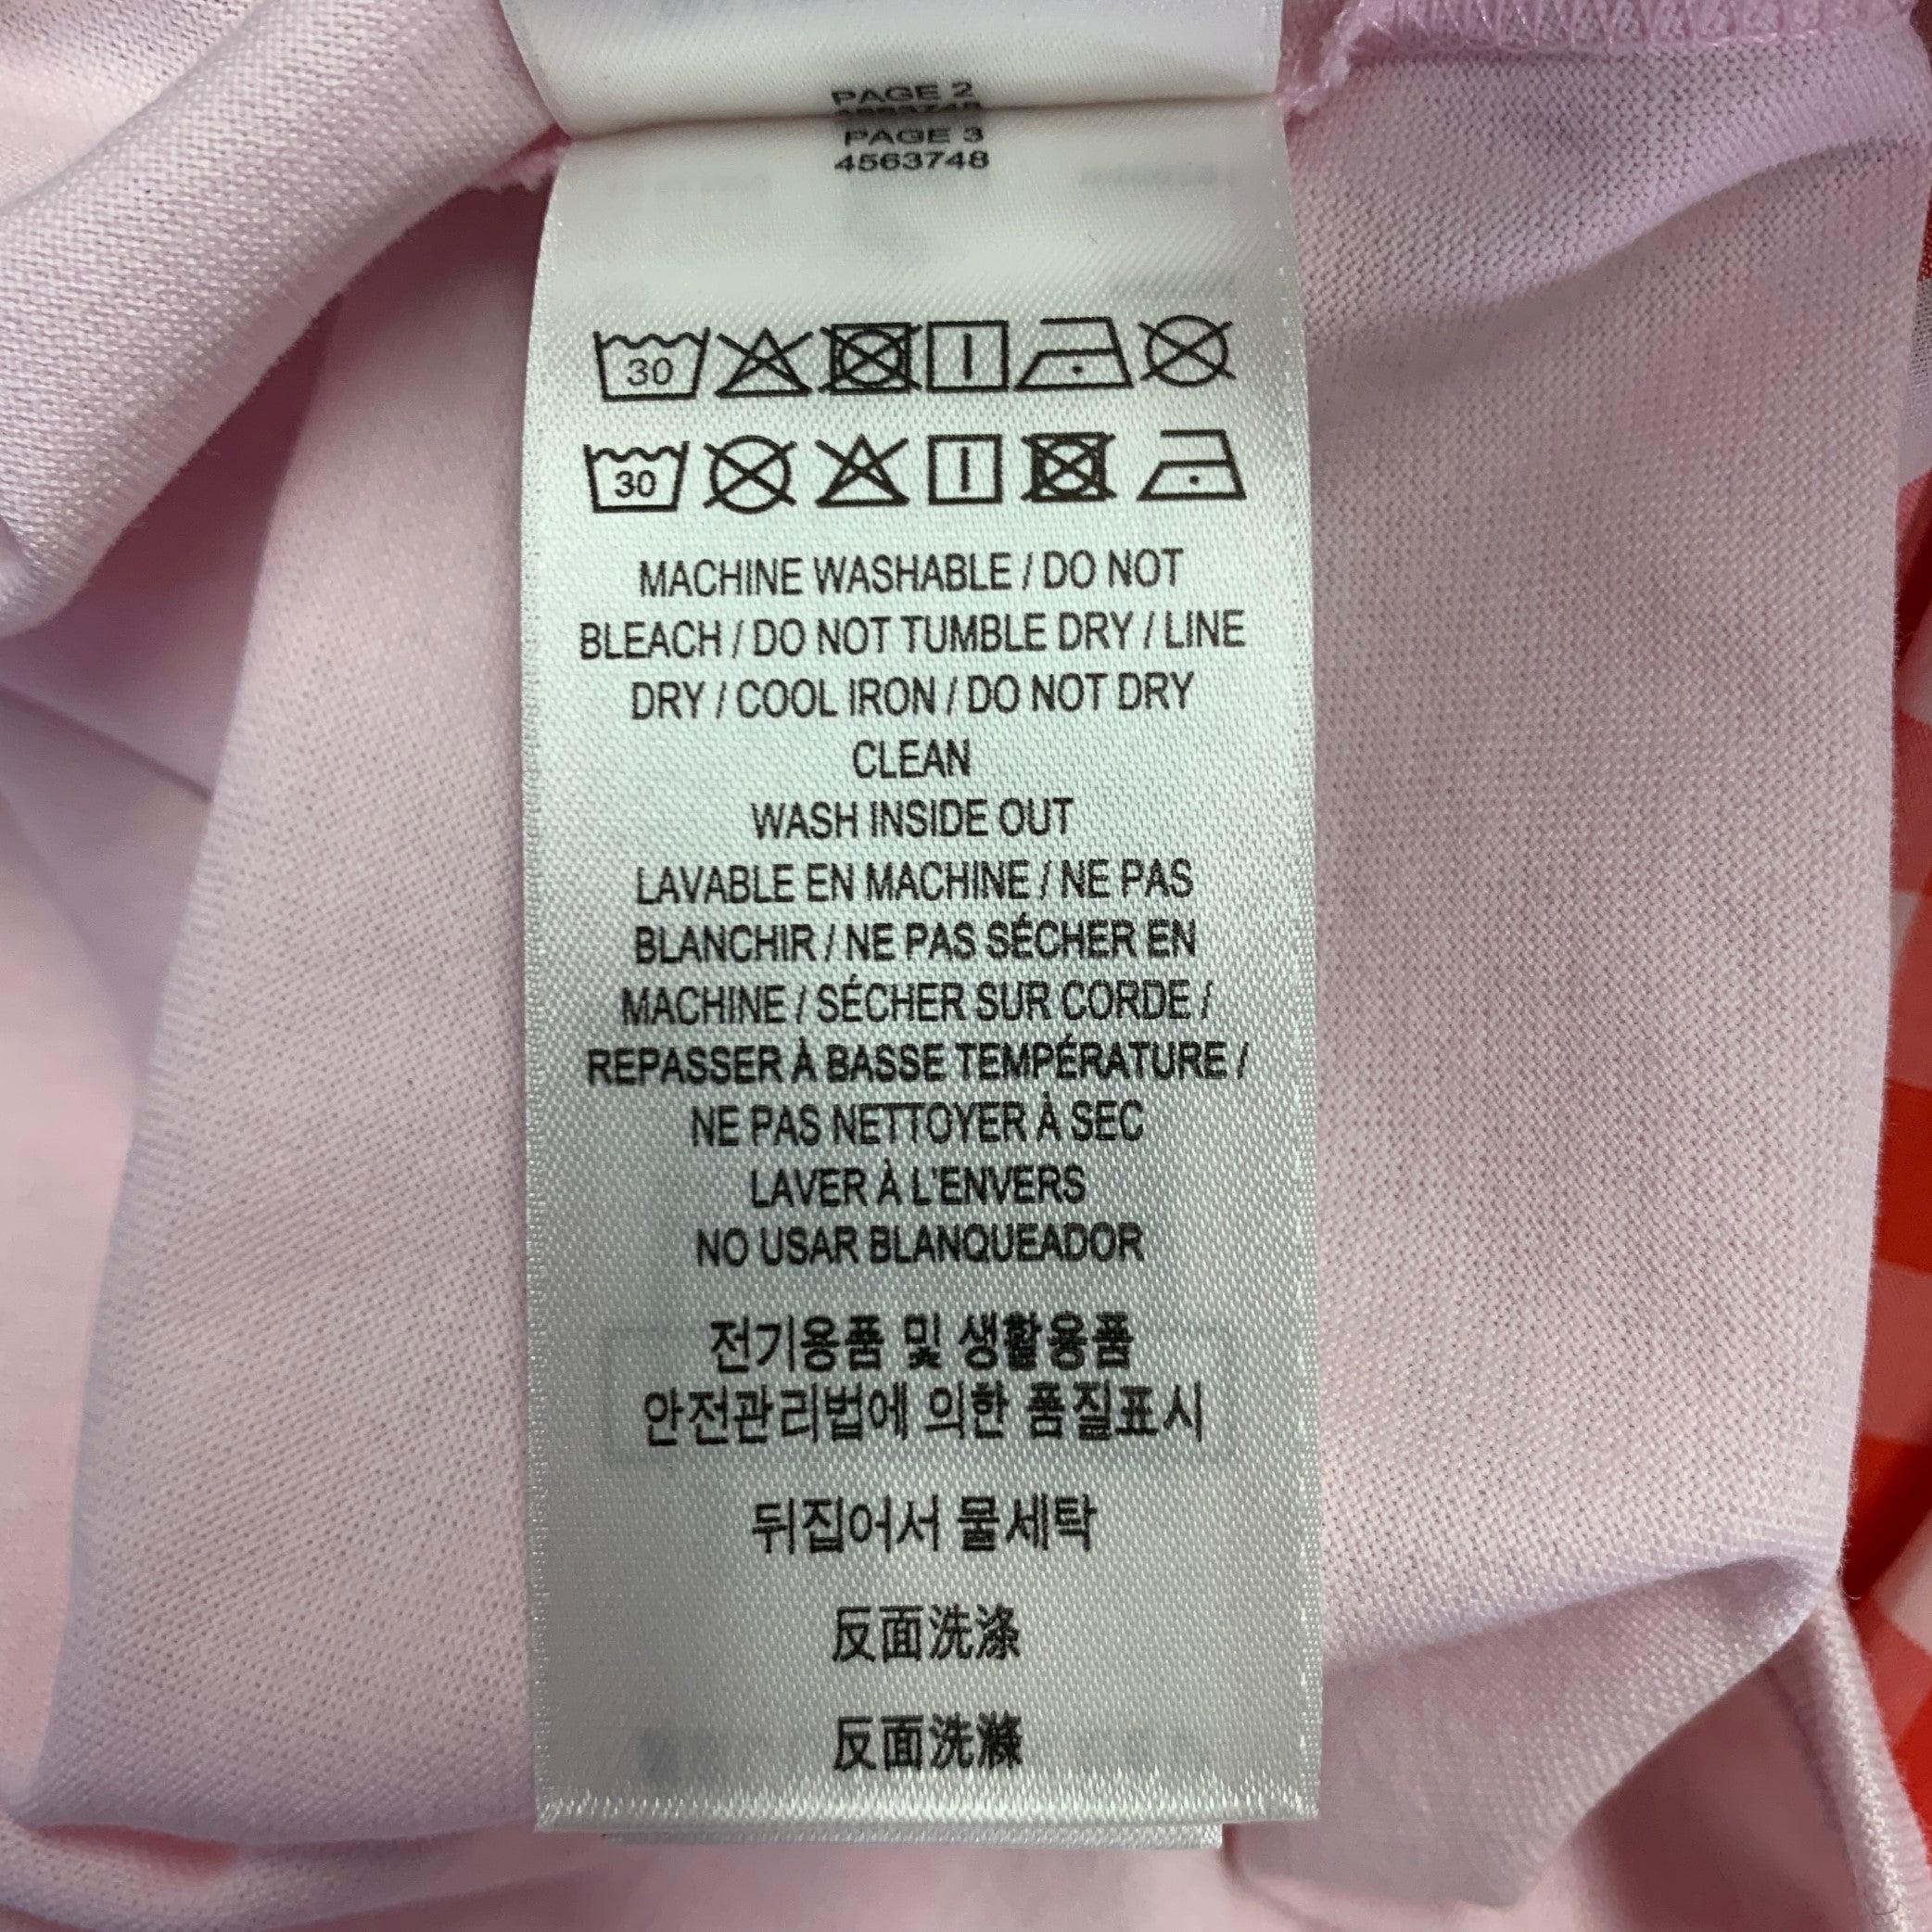 PAGE 2
PAGE 3
4563748
30
30
MACHINE WASHABLE / DO NOT
BLEACH / DO NOT TUMBLE DRY / LINE
DRY / COOL IRON / DO NOT DRY
CLEAN
WASH INSIDE OUT
LAVABLE EN MACHINE / NE PAS
BLANCHIR / NE PAS SÉCHER EN
MACHINE / SÉCHER SUR CORDE /
REPASSER À BASSE TEMPÉRATURE /
NE PAS NETTOYER À SEC
LAVER À L'ENVERS
NO USAR BLANQUEADOR
전기용품 및 생활용품
안전관리법에 의한 품질표시
뒤집어서 물세탁
反面洗涤
反面洗滌